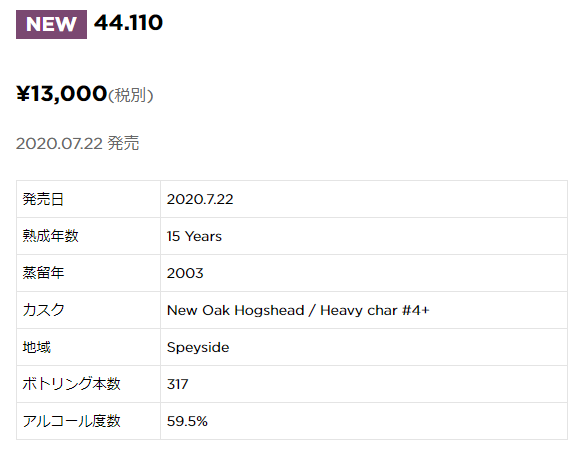 NEW 44.110
¥13,000(税別)
2020.07.22 発売
発売日 2020.7.22
熟成年数 15 Years
蒸留年 2003
カスク New Oak Hogshead / Heavy char #4+
地域 Speyside
ボトリング本数 317
アルコール度数 59.5%